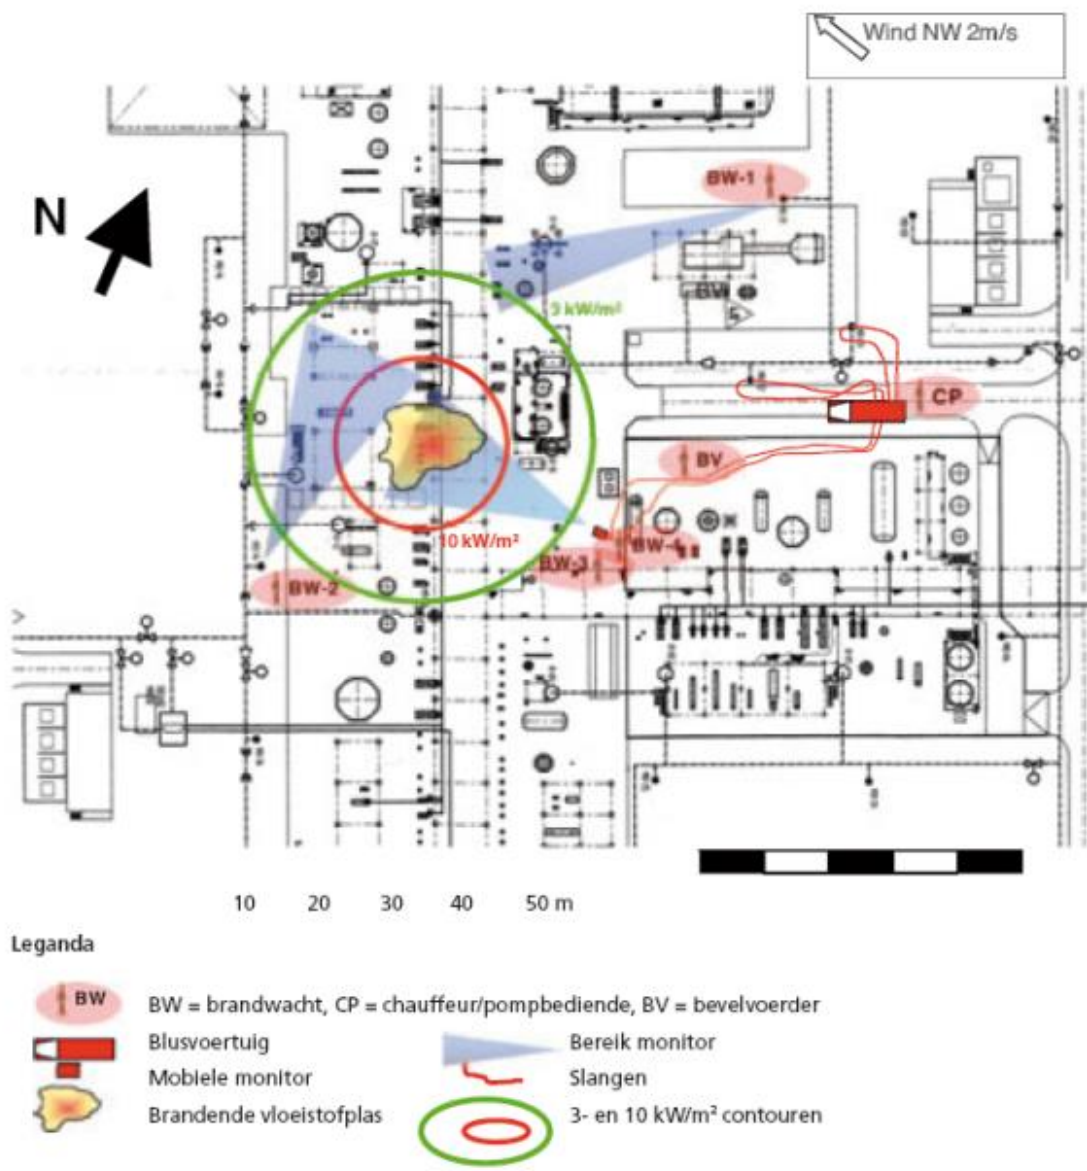 Wind NW 2m/s
BW-1
N
3 kW/m²
CP
BV
10 kW/m²
BW-4
BW-3
BW-2
10 20 30 40 50 m
Leganda
BW
BW = brandwacht, CP = chauffeur/pompbediende, BV = bevelvoerder
Blusvoertuig
Bereik monitor
Mobiele monitor
Slangen
Brandende vloeistofplas
3- en 10 kW/m² contouren